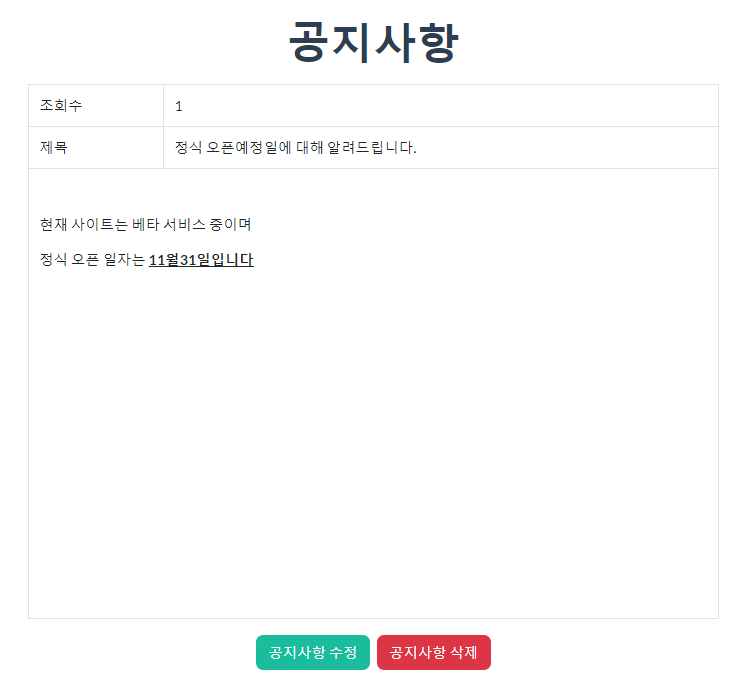 공지사항
조회수 1
제목 정식 오픈예정일에 대해 알려드립니다.
현재 사이트는 베타 서비스 중이며
정식 오픈 일자는 11월31일입니다
공지사항 수정 공지사항 삭제